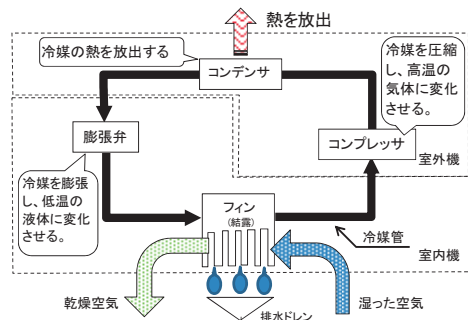 熱を放出
冷媒の熱を放出する
コンデンサ
冷媒を圧縮
し、高温の
気体に変化
させる。
膨張弁
コンプレッサ
室外機
冷媒を膨張
し、低温の
液体に変化
させる。
フィン
(結露)
冷媒管
室内機
乾燥空気
排水ドレン
湿った空気